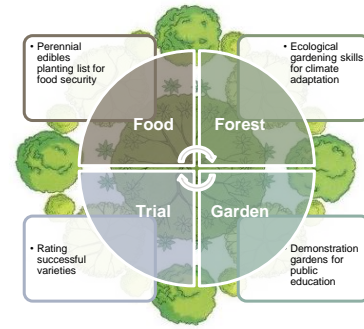 • Perennial
edibles
planting list for
food security
• Ecological
gardening skills
for climate
adaptation
Food
Forest
Trial
Garden
• Rating
successful
varieties
• Demonstration
gardens for
public
education